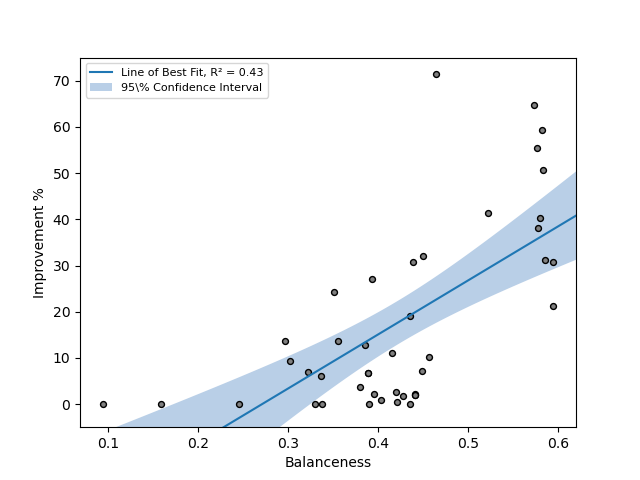 Line of Best Fit, R² = 0.43
95\% Confidence Interval
70
60
50
40
30
20
10
0
Improvement %
0.1 0.2 0.3 0.4 0.5 0.6
Balanceness